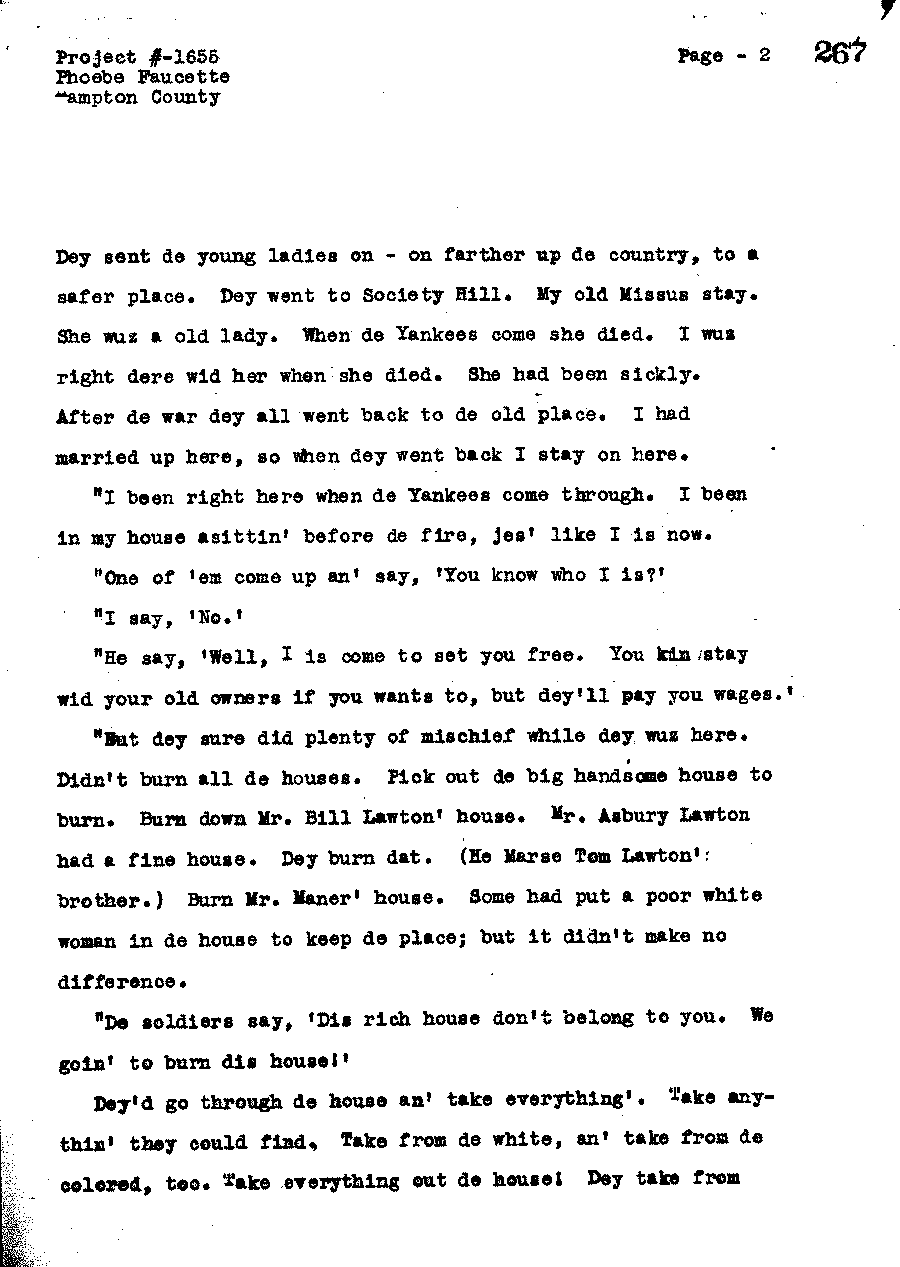 Project #-1655
Phoebe Faucette
Hampton County
Page - 2 267
Dey sent de young ladies on - on farther up de country, to a
safer place. Dey went to Society Hill. My old Missus stay.
She wuz a old lady. When de Yankees come she died. I wus
right dere wid her when she died. She had been sickly.
After de war dey all went back to de old place. I had
married up here, so when dey went back I stay on here.
"I been right here when de Yankees come through. I been
in my house asittin' before de fire, jes' like I is now.
"One of 'em come up an' say, 'You know who I is?'
"I say, 'No.'
"He say, 'Well, I is come to set you free. You kin stay
wid your old owners if you wants to, but dey'll pay you wages.'
"But dey sure did plenty of mischief while dey wuz here.
Didn't burn all de houses. Pick out de big handsome house to
burn. Burn down Mr. Bill Lawton' house. Mr. Asbury Lawton
had a fine house. Dey burn dat. (He Marse Tom Lawton':
brother.) Burn Mr. Maner' house. Some had put a poor white
woman in de house to keep de place; but it didn't make no
difference.
"De soldiers say, 'Dis rich house don't belong to you. We
goin' to burn dis house!'
Dey'd go through de house an' take everything'. Take any-
thin' they could find. Take from de white, an' take from de
colored, too. Take everything out de house! Dey take from